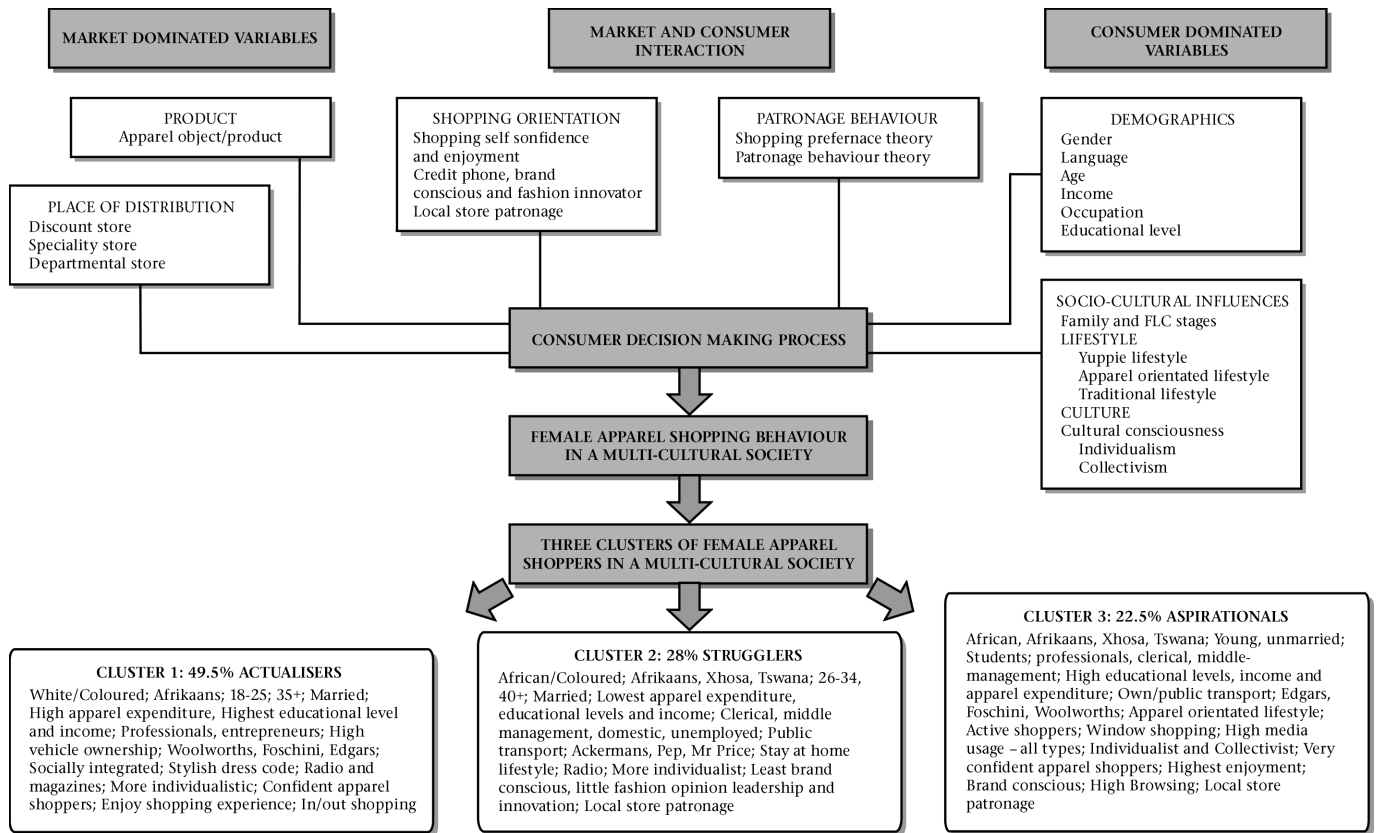 MARKET DOMINATED VARIABLES
MARKET AND CONSUMER
INTERACTION
CONSUMER DOMINATED
VARIABLES
PRODUCT
Apparel object/product
PLACE OF DISTRIBUTION
Discount store
Speciality store
Departmental store
SHOPPING ORIENTATION
Shopping self sonfidence
and enjoyment
Credit phone, brand
conscious and fashion innovator
Local store patronage
PATRONAGE BEHAVIOUR
Shopping prefernace theory
Patronage behaviour theory
DEMOGRAPHICS
Gender
Language
Age
Income
Occupation
Educational level
SOCIO-CULTURAL INFLUENCES
Family and FLC stages
LIFESTYLE
Yuppie lifestyle
Apparel orientated lifestyle
Traditional lifestyle
CULTURE
Cultural consciousness
Individualism
Collectivism
CONSUMER DECISION MAKING PROCESS
FEMALE APPAREL SHOPPING BEHAVIOUR
IN A MULTI-CULTURAL SOCIETY
THREE CLUSTERS OF FEMALE APPAREL
SHOPPERS IN A MULTI-CULTURAL SOCIETY
CLUSTER 1: 49.5% ACTUALISERS
White/Coloured; Afrikaans; 18-25; 35+; Married;
High apparel expenditure, Highest educational level
and income; Professionals, entrepreneurs; High
vehicle ownership; Woolworths, Foschini, Edgars;
Socially integrated; Stylish dress code; Radio and
magazines; More individualistic; Confident apparel
shoppers; Enjoy shopping experience; In/out shopping
CLUSTER 2: 28% STRUGGLERS
African/Coloured; Afrikaans, Xhosa, Tswana; 26-34,
40+; Married; Lowest apparel expenditure,
educational levels and income; Clerical, middle
management, domestic, unemployed; Public
transport; Ackermans, Pep, Mr Price; Stay at home
lifestyle; Radio; More individualist; Least brand
conscious, little fashion opinion leadership and
innovation; Local store patronage
CLUSTER 3: 22.5% ASPIRATIONALS
African, Afrikaans, Xhosa, Tswana; Young, unmarried;
Students; professionals, clerical, middle-
management; High educational levels, income and
apparel expenditure; Own/public transport; Edgars,
Foschini, Woolworths; Apparel orientated lifestyle;
Active shoppers; Window shopping; High media
usage – all types; Individualist and Collectivist; Very
confident apparel shoppers; Highest enjoyment;
Brand conscious; High Browsing; Local store
patronage